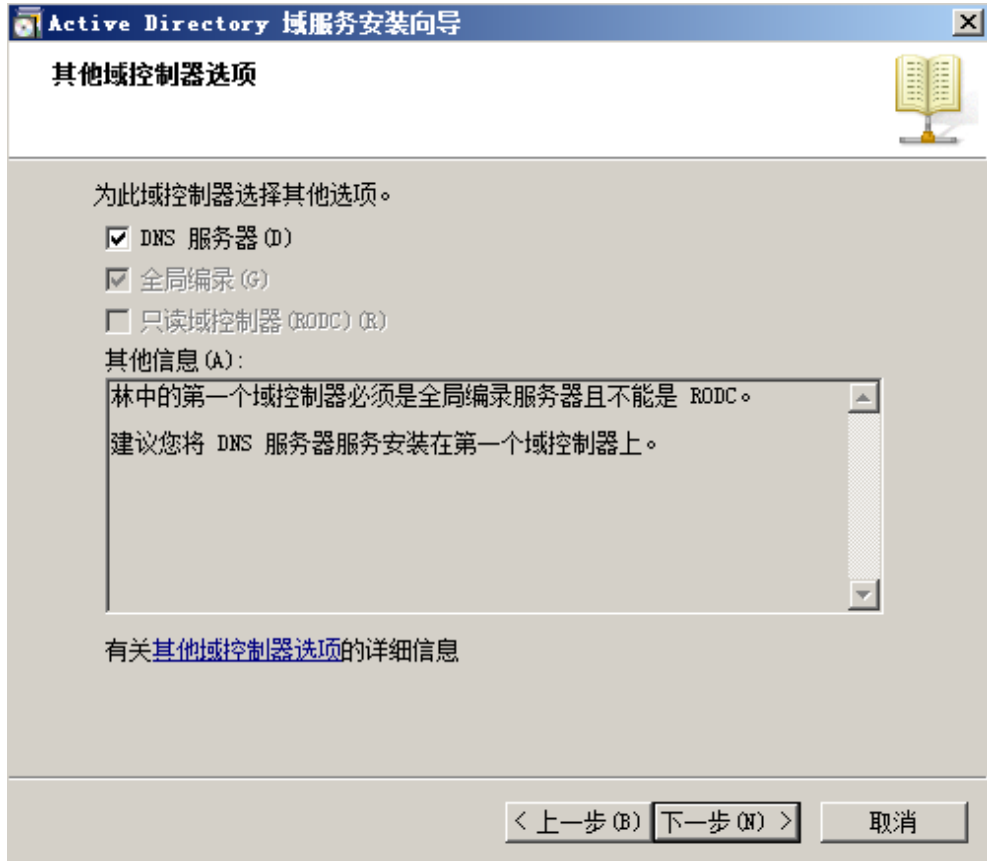 Active Directory 域服务安装向导
其他域控制器选项
为此域控制器选择其他选项。
DNS 服务器(D)
全局编录(G)
只读域控制器(RODC)(R)
其他信息(A):
林中的第一个域控制器必须是全局编录服务器且不能是 RODC。
建议您将 DNS 服务器服务安装在第一个域控制器上。
有关其他域控制器选项的详细信息
< 上一步(B) 下一步(N) > 取消